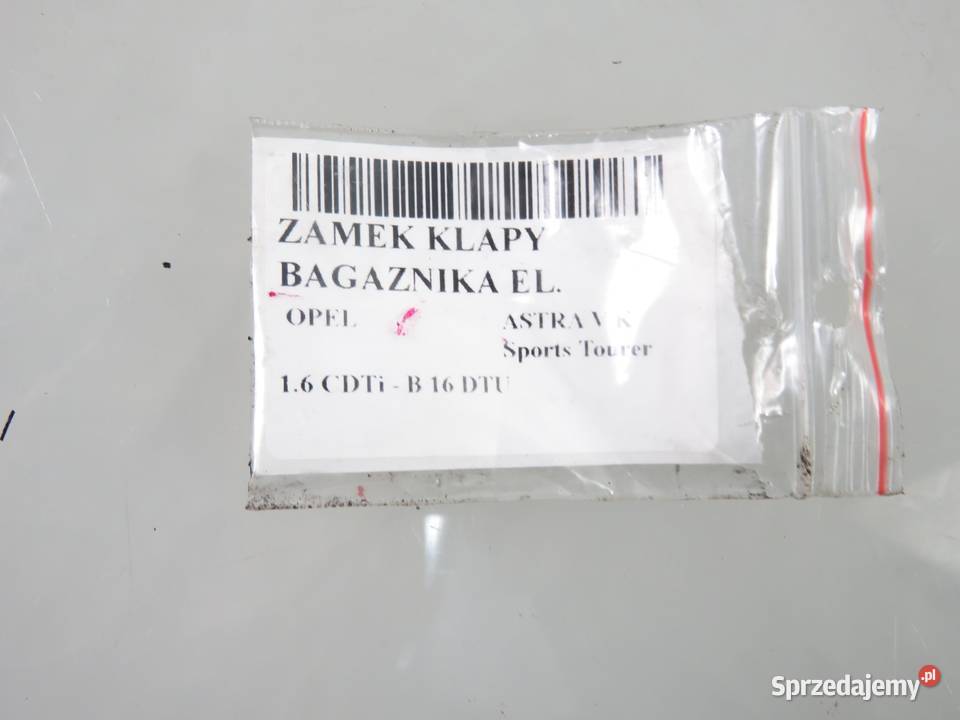 ZAMEK KLAPY
BAGAZNIKA EL.
OPEL ASTRA V K
Sports Tourer
1.6 CDTi - B 16 DTU
Sprzedajemy.pl